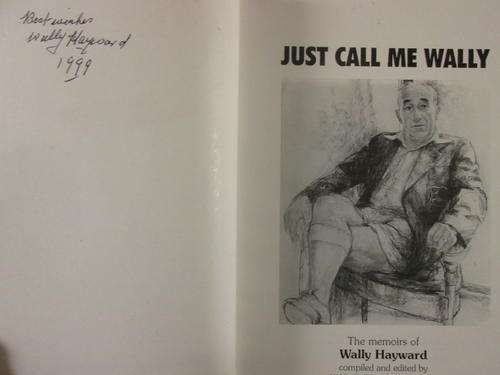 Best wishes
Wally Hayward
1999
JUST CALL ME WALLY
The memoirs of
Wally Hayward
compiled and edited by